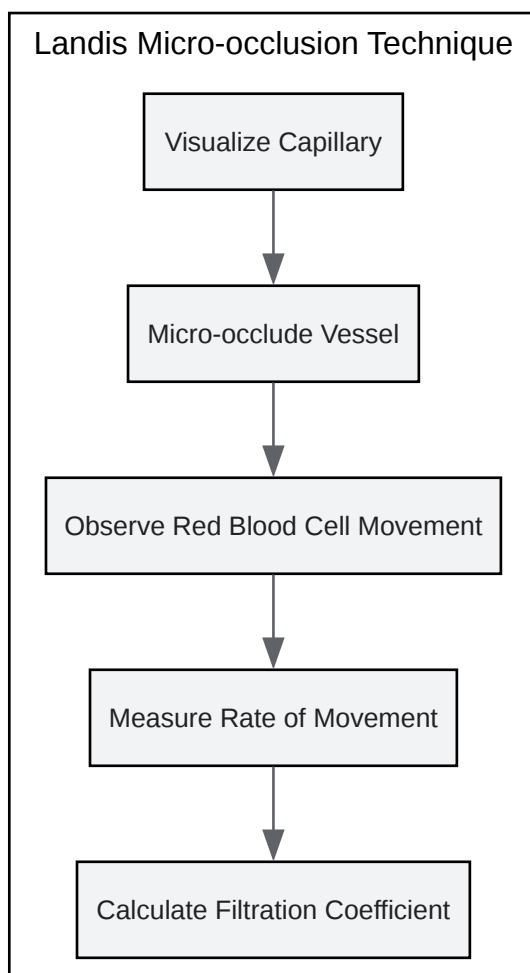 Landis Micro-occlusion Technique
Visualize Capillary
Micro-occlude Vessel
Observe Red Blood Cell Movement
Measure Rate of Movement
Calculate Filtration Coefficient